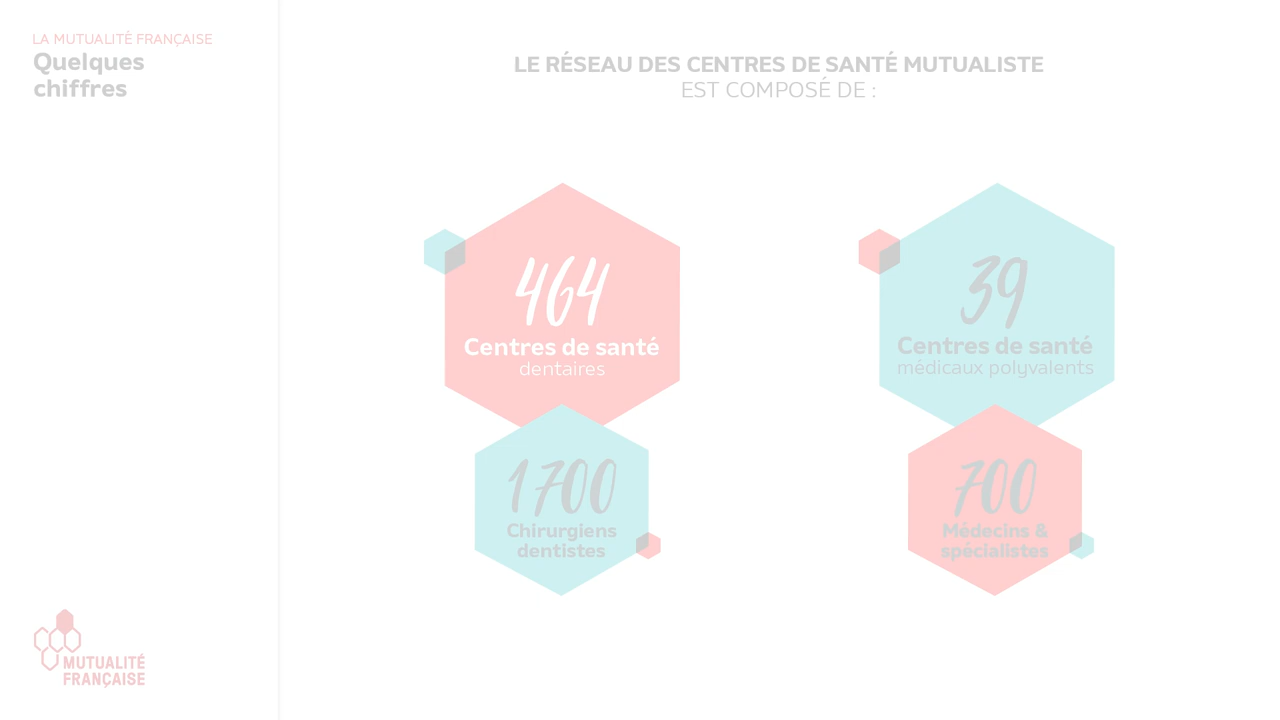 LA MUTUALITÉ FRANÇAISE
Quelques
chiffres
LE RÉSEAU DES CENTRES DE SANTÉ MUTUALISTE
EST COMPOSÉ DE :
464
Centres de santé
dentaires
1 700
Chirurgiens
dentistes
39
Centres de santé
médicaux polyvalents
700
Médecins &
spécialistes
MUTUALITÉ
FRANÇAISE